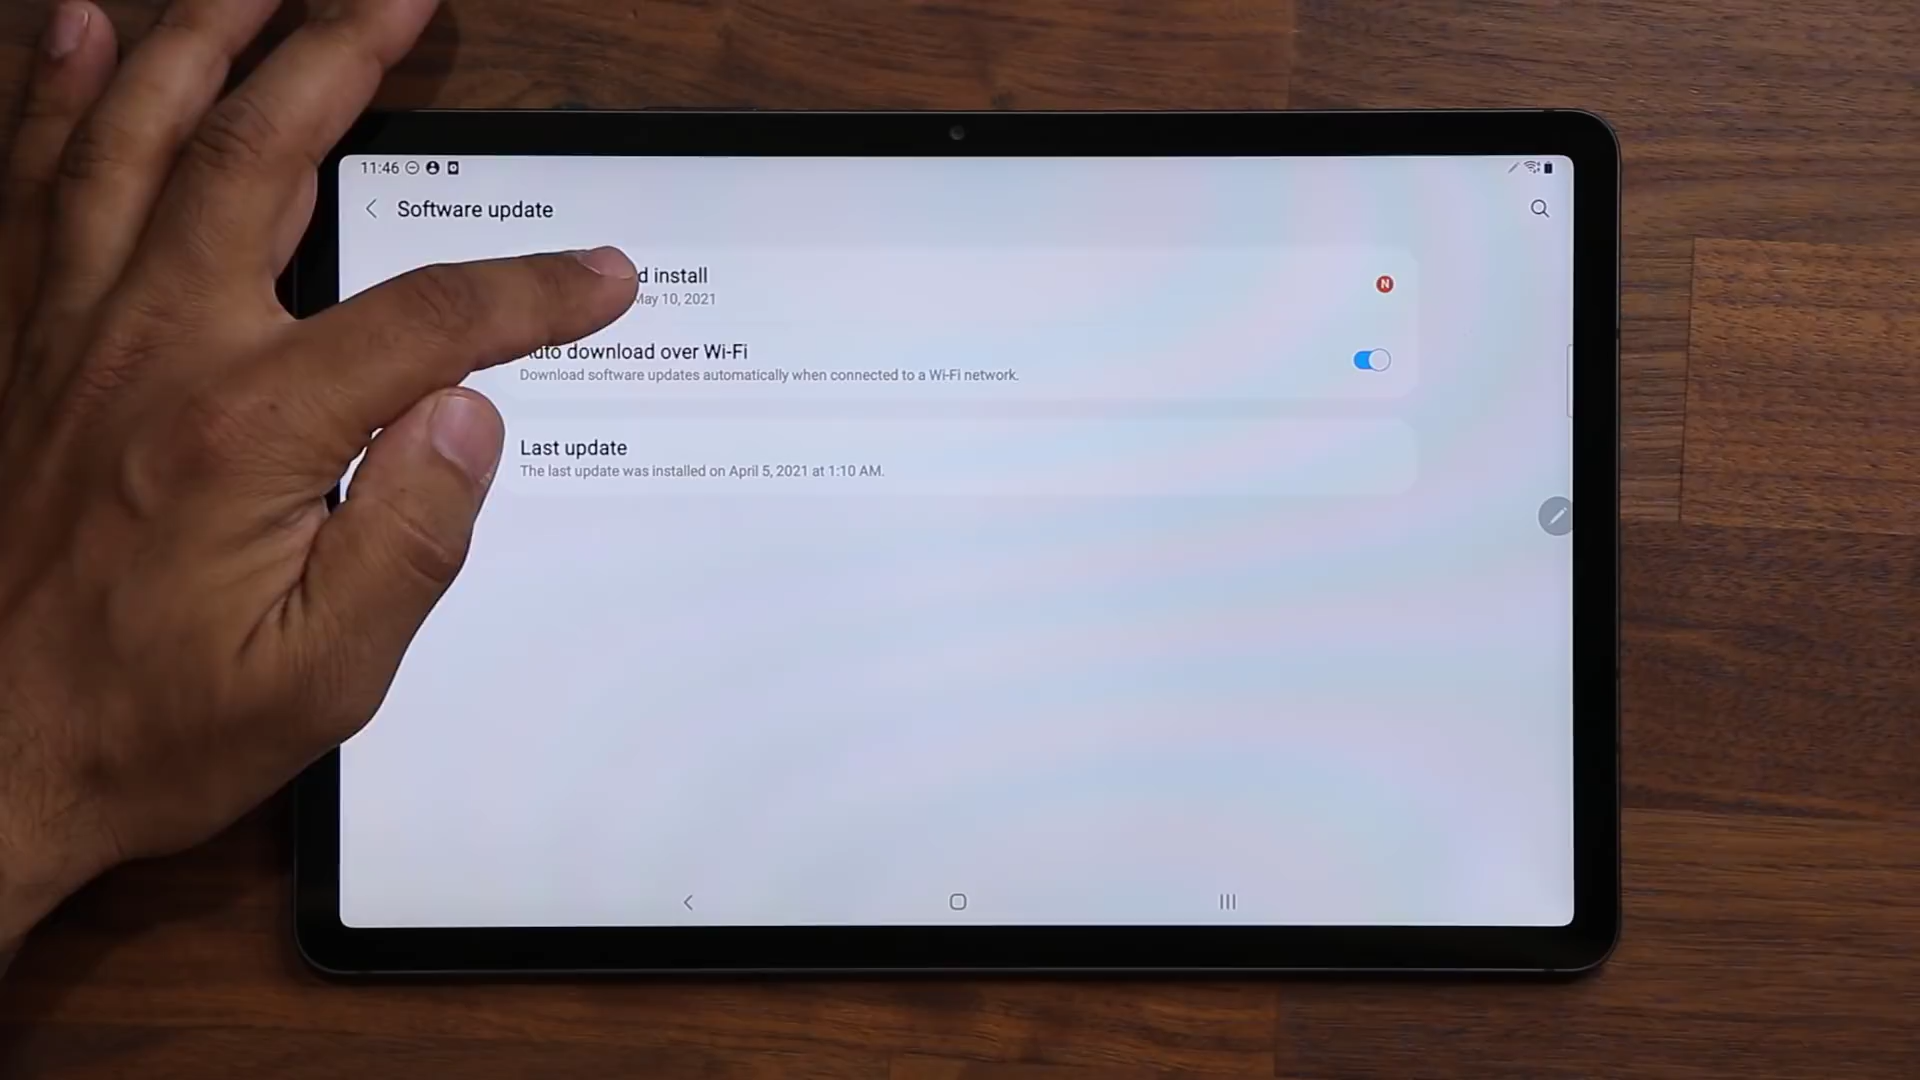 11:46
Software update
d install
May 10, 2021
N
Auto download over Wi-Fi
Download software updates automatically when connected to a Wi-Fi network.
Last update
The last update was installed on April 5, 2021 at 1:10 AM.